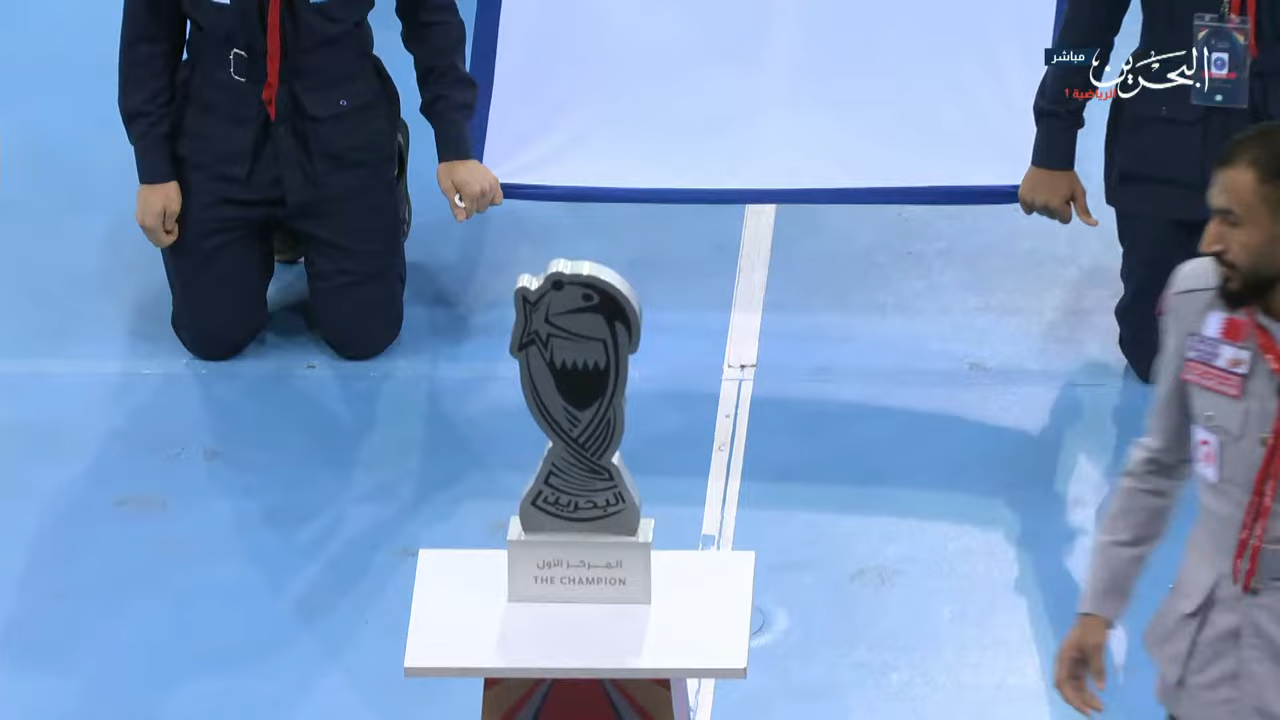 مباشر
البحرين
الرياضية 1
البحرين
المركز الأول
THE CHAMPION